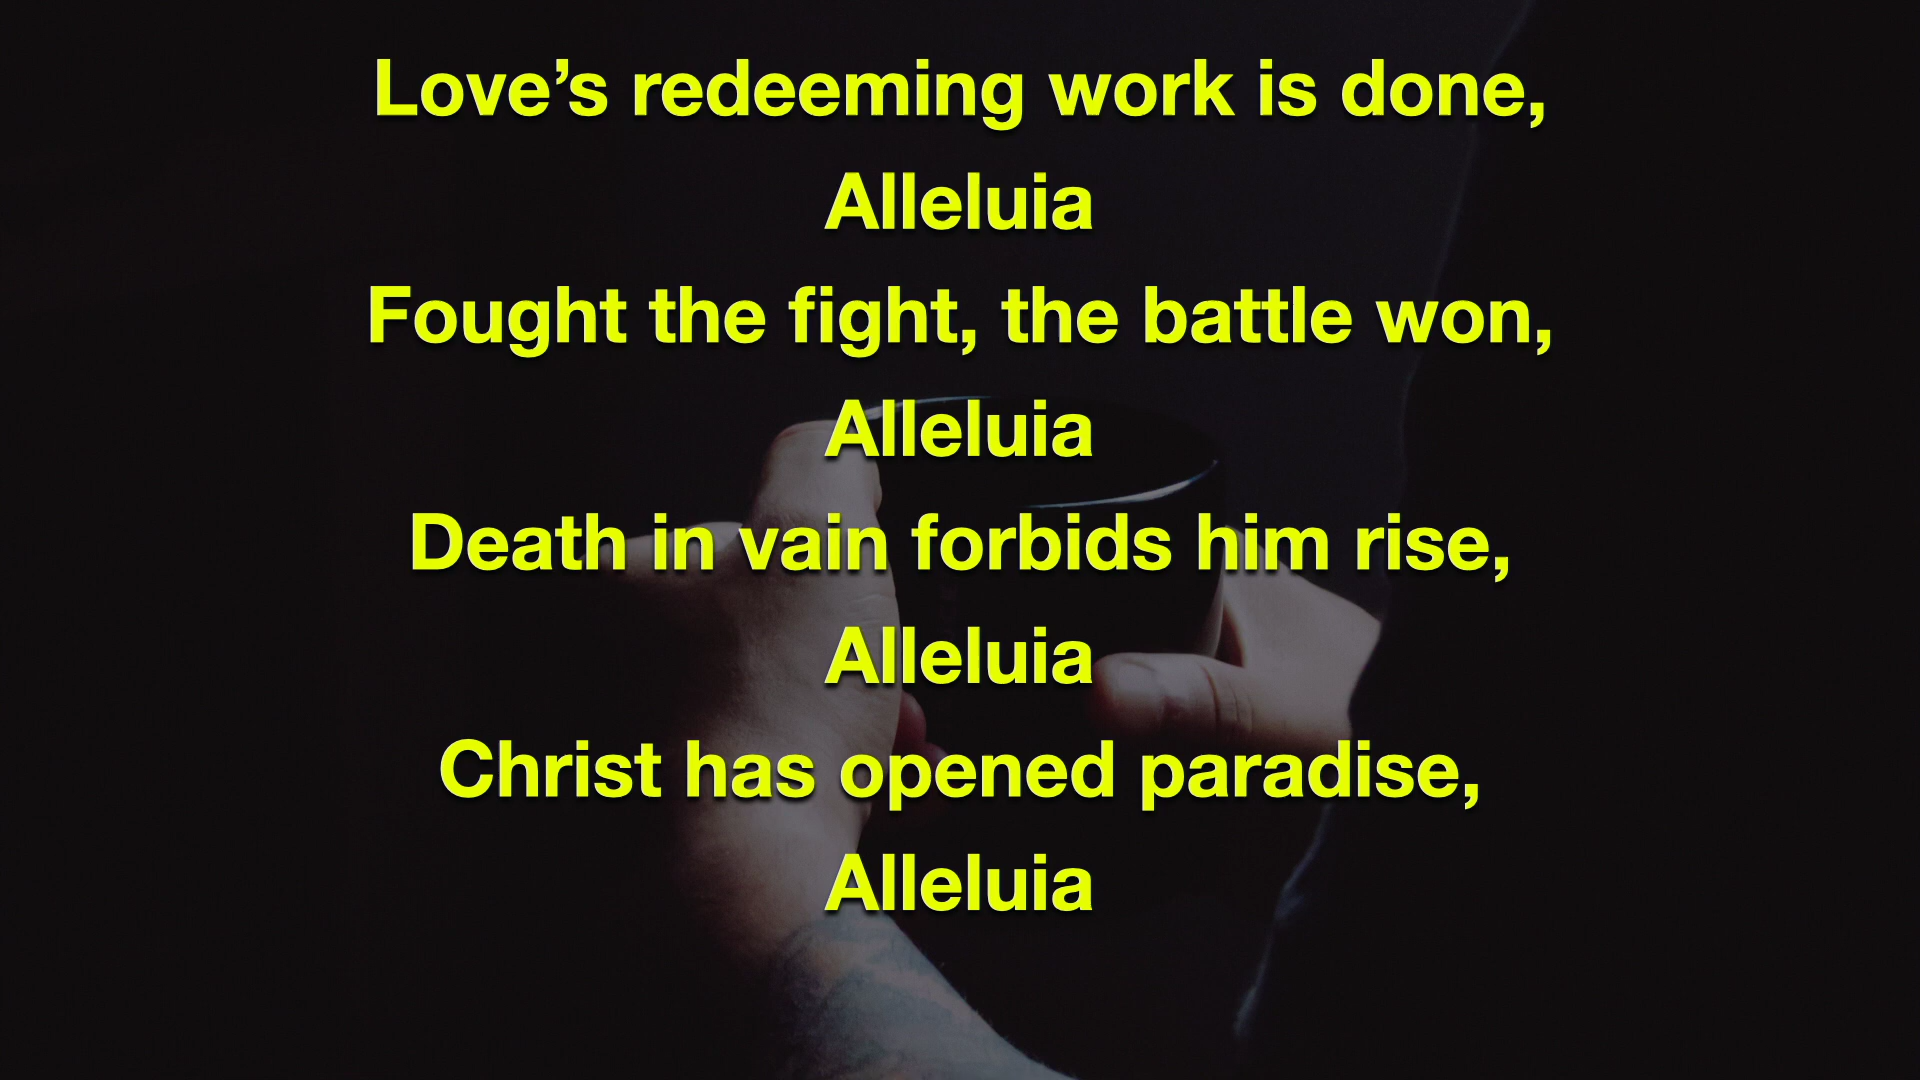 Love’s redeeming work is done,
Alleluia
Fought the fight, the battle won,
Alleluia
Death in vain forbids him rise,
Alleluia
Christ has opened paradise,
Alleluia